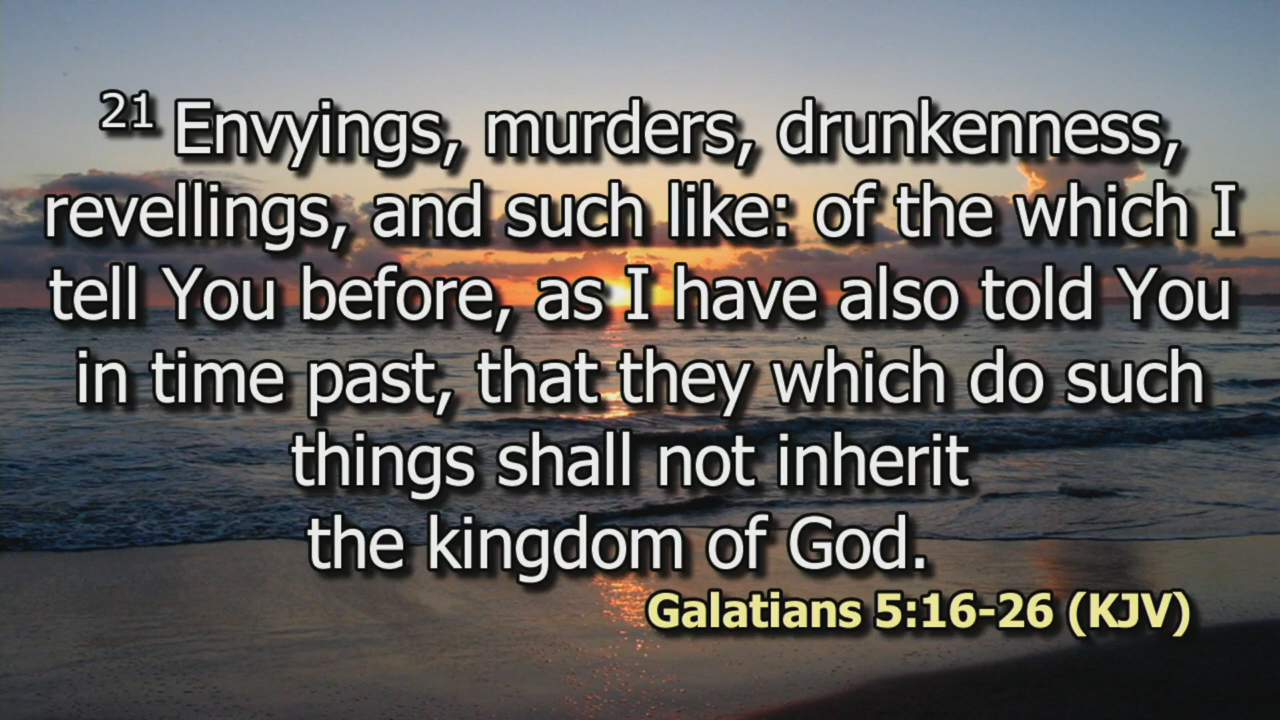 21 Envyings, murders, drunkenness,
revellings, and such like: of the which I
tell You before, as I have also told You
in time past, that they which do such
things shall not inherit
the kingdom of God.
Galatians 5:16-26 (KJV)